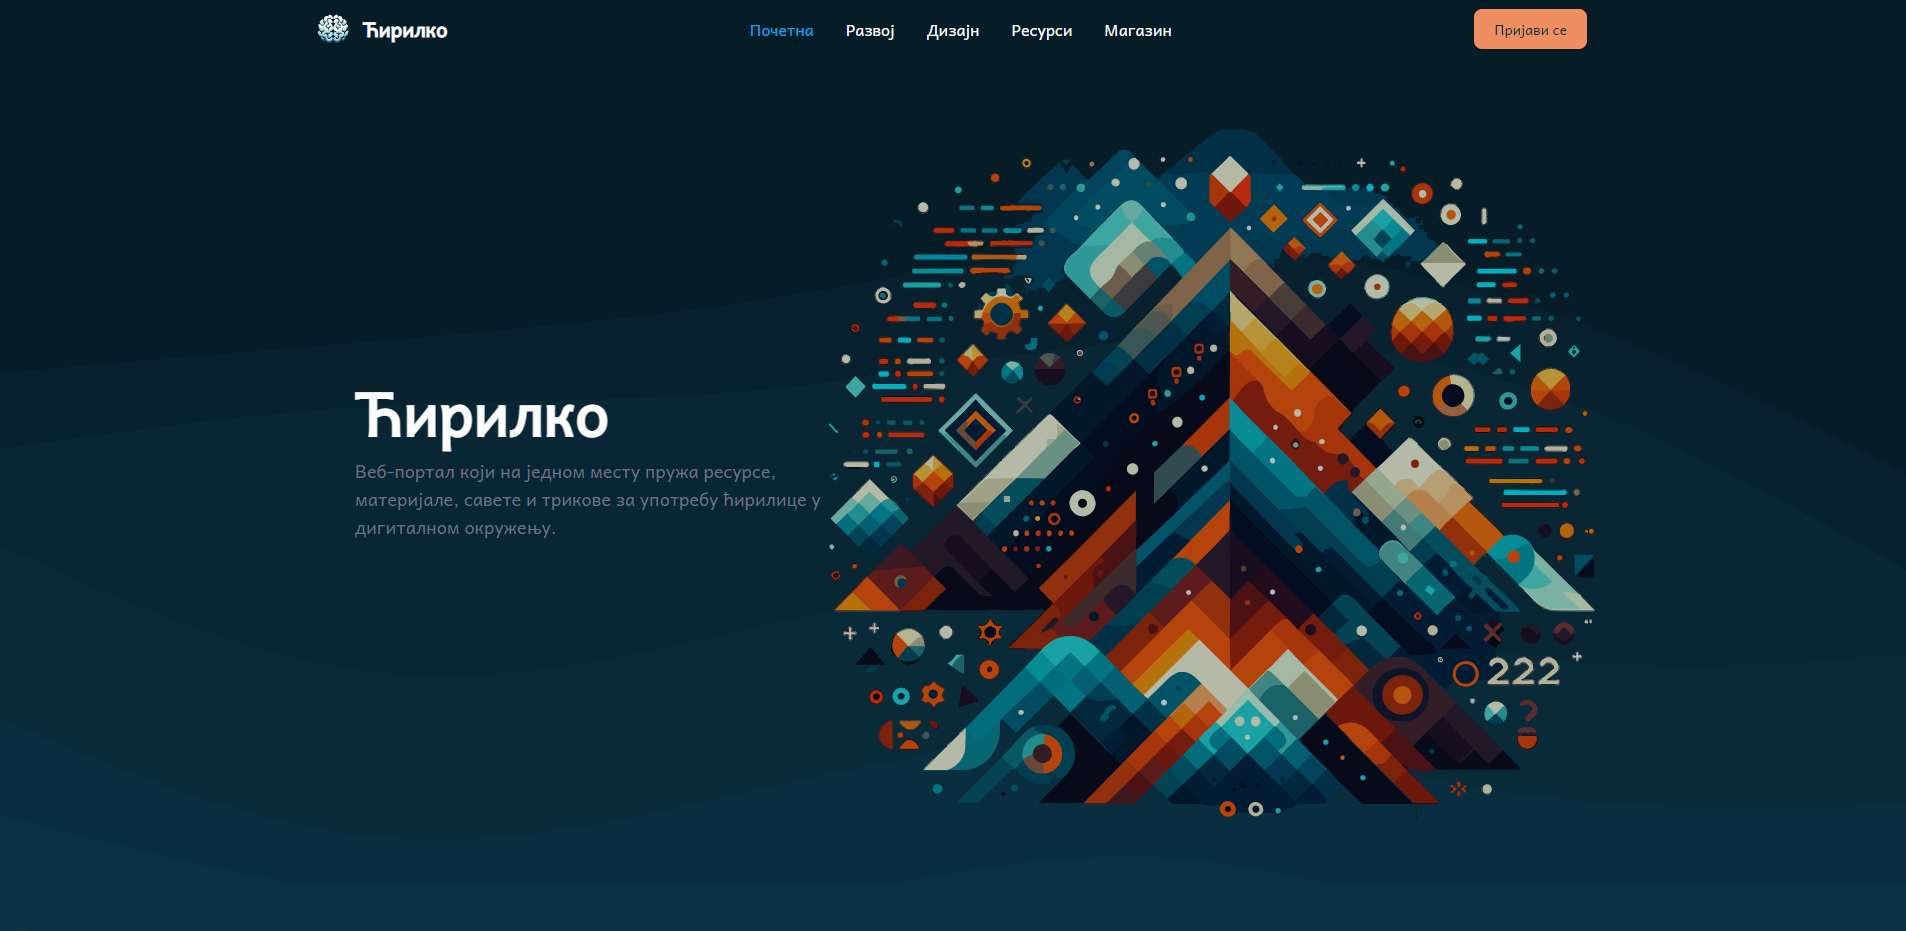 Ћирилко
Почетна
Развој
Дизајн
Ресурси
Магазин
Пријави се
Ћирилко
Веб-портал који на једном месту пружа ресурсе,
материјале, савете и трикове за употребу ћирилице у
дигиталном окружењу.
222